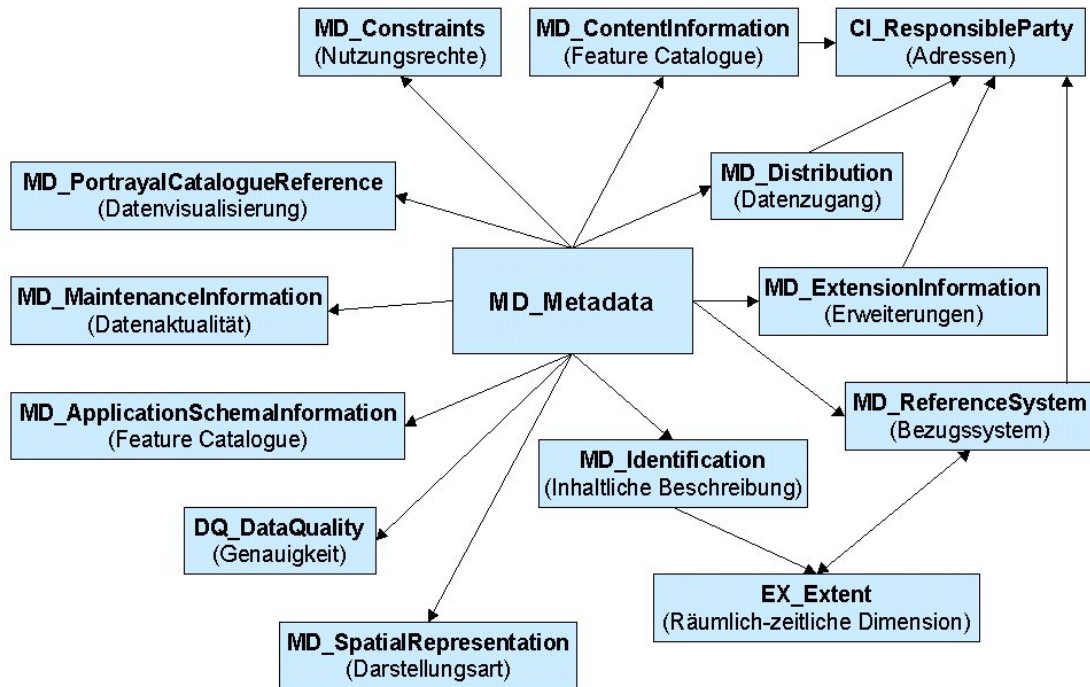 MD_Constraints
(Nutzungsrechte)
MD_ContentInformation
(Feature Catalogue)
CI_ResponsibleParty
(Adressen)
MD_PortrayalCatalogueReference
(Datenvisualisierung)
MD_Distribution
(Datenzugang)
MD_Metadata
MD_MaintenanceInformation
(Datenaktualität)
MD_ExtensionInformation
(Erweiterungen)
MD_ApplicationSchemaInformation
(Feature Catalogue)
MD_ReferenceSystem
(Bezugssystem)
MD_Identification
(Inhaltliche Beschreibung)
DQ_DataQuality
(Genauigkeit)
EX_Extent
(Räumlich-zeitliche Dimension)
MD_SpatialRepresentation
(Darstellungsart)